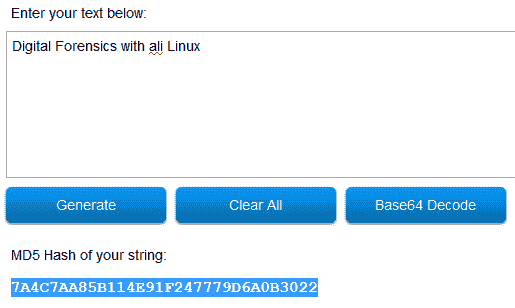 Enter your text below:
Digital Forensics with ali Linux
Generate
Clear All
Base64 Decode
MD5 Hash of your string:
7A4C7AA85B114E91F247779D6A0B3022